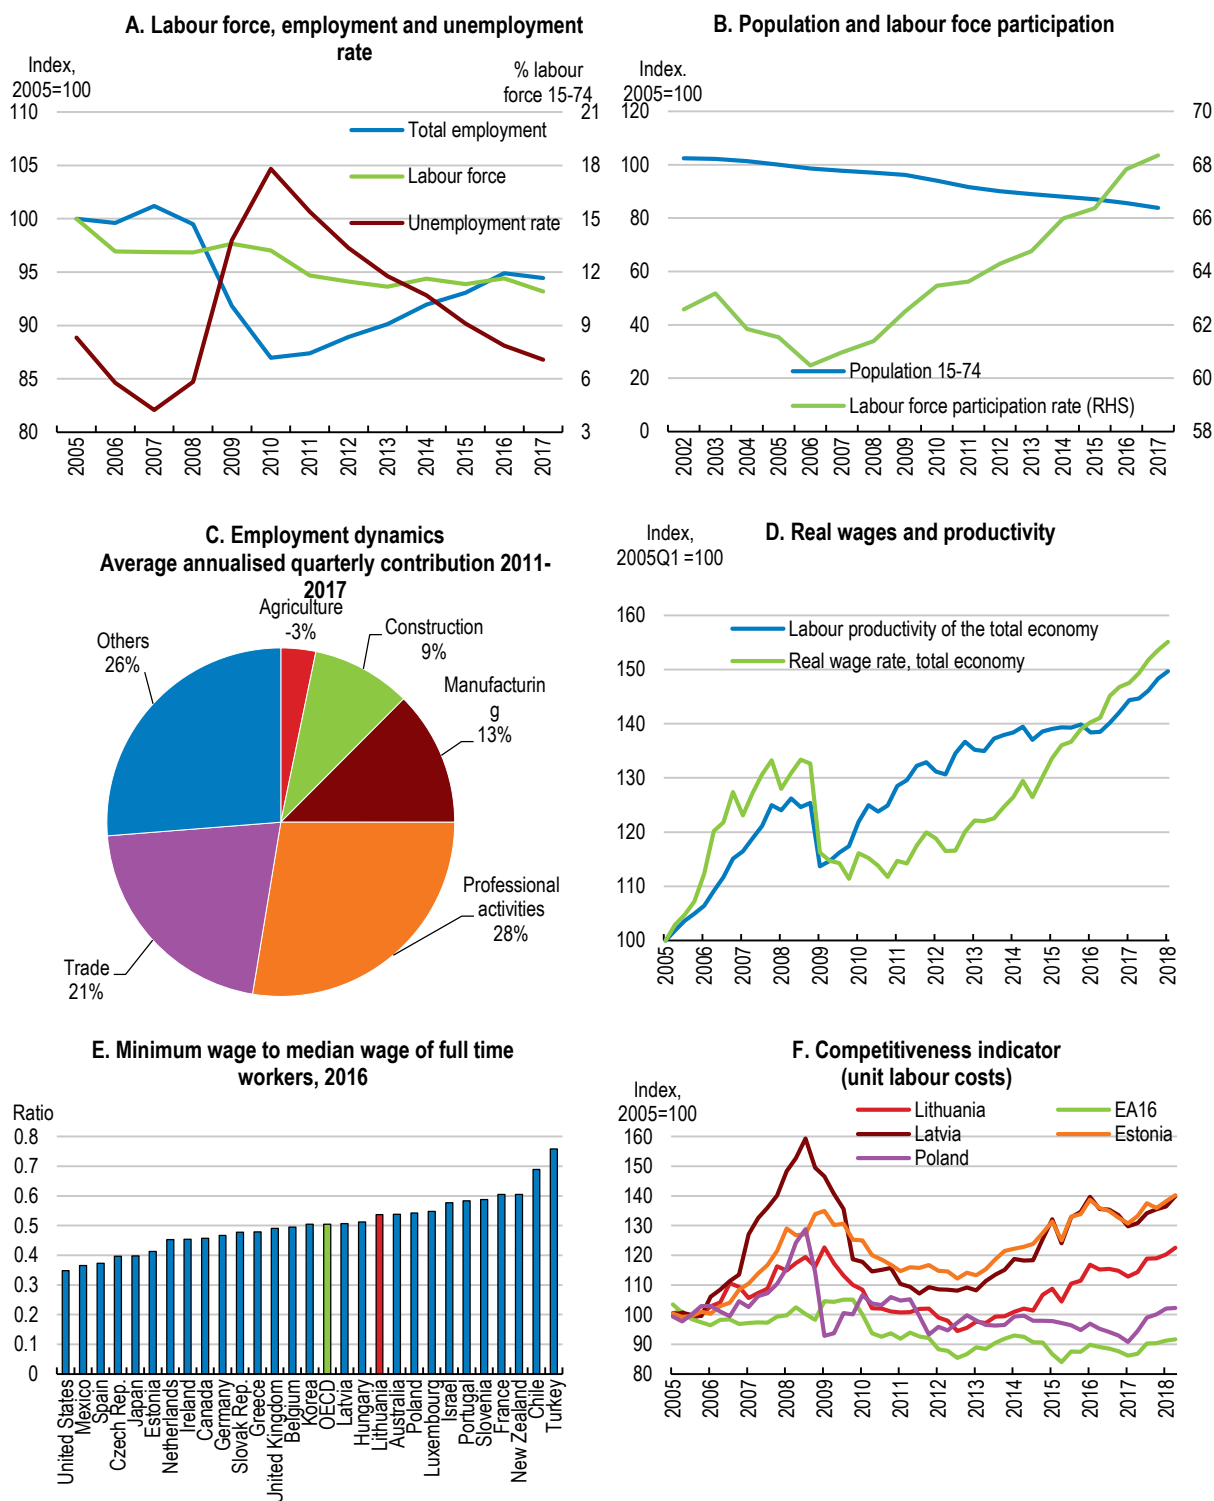 A. Labour force, employment and unemployment
rate
Index,
2005=100
% labour
force 15-74
110
105
100
95
90
85
80
21
18
15
12
9
6
3
Total employment
Labour force
Unemployment rate
2005
2006
2007
2008
2009
2010
2011
2012
2013
2014
2015
2016
2017
B. Population and labour foce participation
Index.
2005=100
120
100
80
60
40
20
0
70
68
66
64
62
60
58
Population 15-74
Labour force participation rate (RHS)
2002
2003
2004
2005
2006
2007
2008
2009
2010
2011
2012
2013
2014
2015
2016
2017
C. Employment dynamics
Average annualised quarterly contribution 2011-
2017
Agriculture
-3%
Construction
9%
Manufacturin
g
13%
Professional
activities
28%
Trade
21%
Others
26%
D. Real wages and productivity
Index,
2005Q1 =100
160
150
140
130
120
110
100
Labour productivity of the total economy
Real wage rate, total economy
2005
2006
2007
2008
2009
2010
2011
2012
2013
2014
2015
2016
2017
2018
E. Minimum wage to median wage of full time
workers, 2016
Ratio
0.8
0.7
0.6
0.5
0.4
0.3
0.2
0.1
0
United States
Mexico
Spain
Czech Rep.
Japan
Estonia
Netherlands
Ireland
Canada
Germany
Slovak Rep.
Greece
United Kingdom
Belgium
Korea
OECD
Latvia
Hungary
Lithuania
Australia
Poland
Luxembourg
Israel
Portugal
Slovenia
France
New Zealand
Chile
Turkey
F. Competitiveness indicator
(unit labour costs)
Index,
2005=100
Lithuania
EA16
Latvia
Estonia
Poland
160
150
140
130
120
110
100
90
80
2005
2006
2007
2008
2009
2010
2011
2012
2013
2014
2015
2016
2017
2018